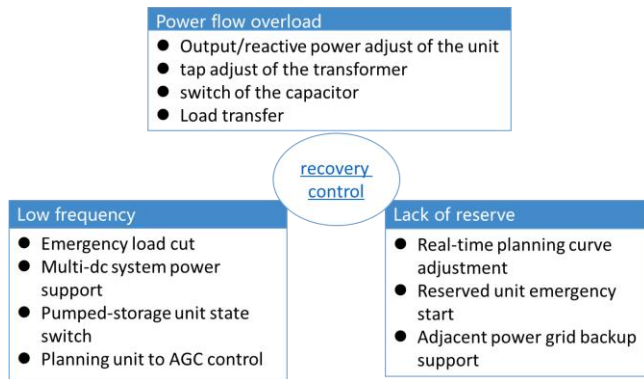 Power flow overload
● Output/reactive power adjust of the unit
● tap adjust of the transformer
● switch of the capacitor
● Load transfer
recovery
control
Low frequency
● Emergency load cut
● Multi-dc system power
support
● Pumped-storage unit state
switch
● Planning unit to AGC control
Lack of reserve
● Real-time planning curve
adjustment
● Reserved unit emergency
start
● Adjacent power grid backup
support